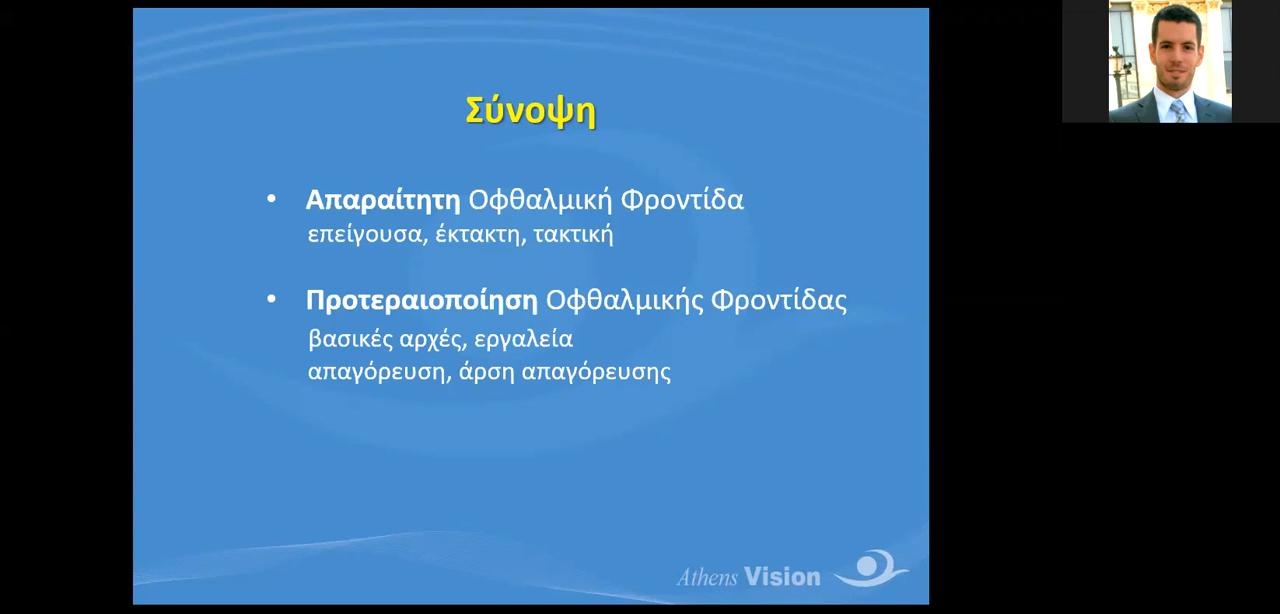 Σύνοψη
• Απαραίτητη Οφθαλμική Φροντίδα
επείγουσα, έκτακτη, τακτική
• Προτεραιοποίηση Οφθαλμικής Φροντίδας
βασικές αρχές, εργαλεία
απαγόρευση, άρση απαγόρευσης
Athens Vision